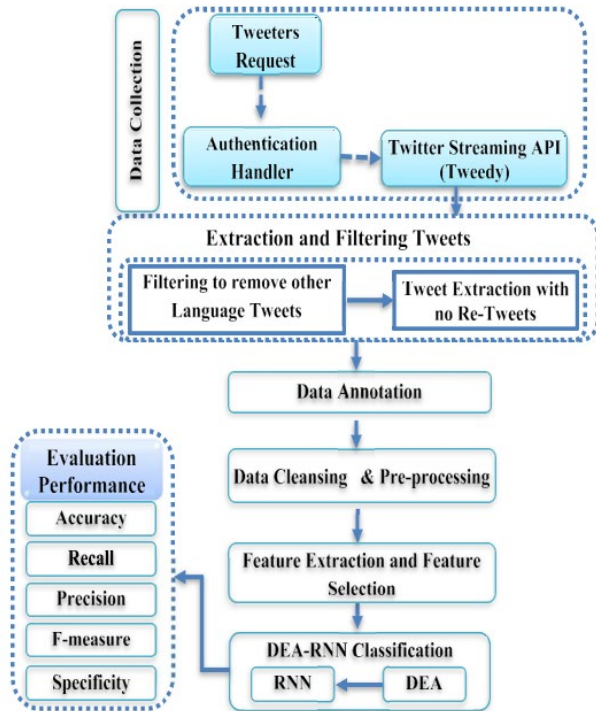 Data Collection
Tweeters
Request
Authentication
Handler
Twitter Streaming API
(Tweedy)
Extraction and Filtering Tweets
Filtering to remove other
Language Tweets
Tweet Extraction with
no Re-Tweets
Data Annotation
Data Cleansing & Pre-processing
Feature Extraction and Feature
Selection
DEA-RNN Classification
RNN
DEA
Evaluation
Performance
Accuracy
Recall
Precision
F-measure
Specificity